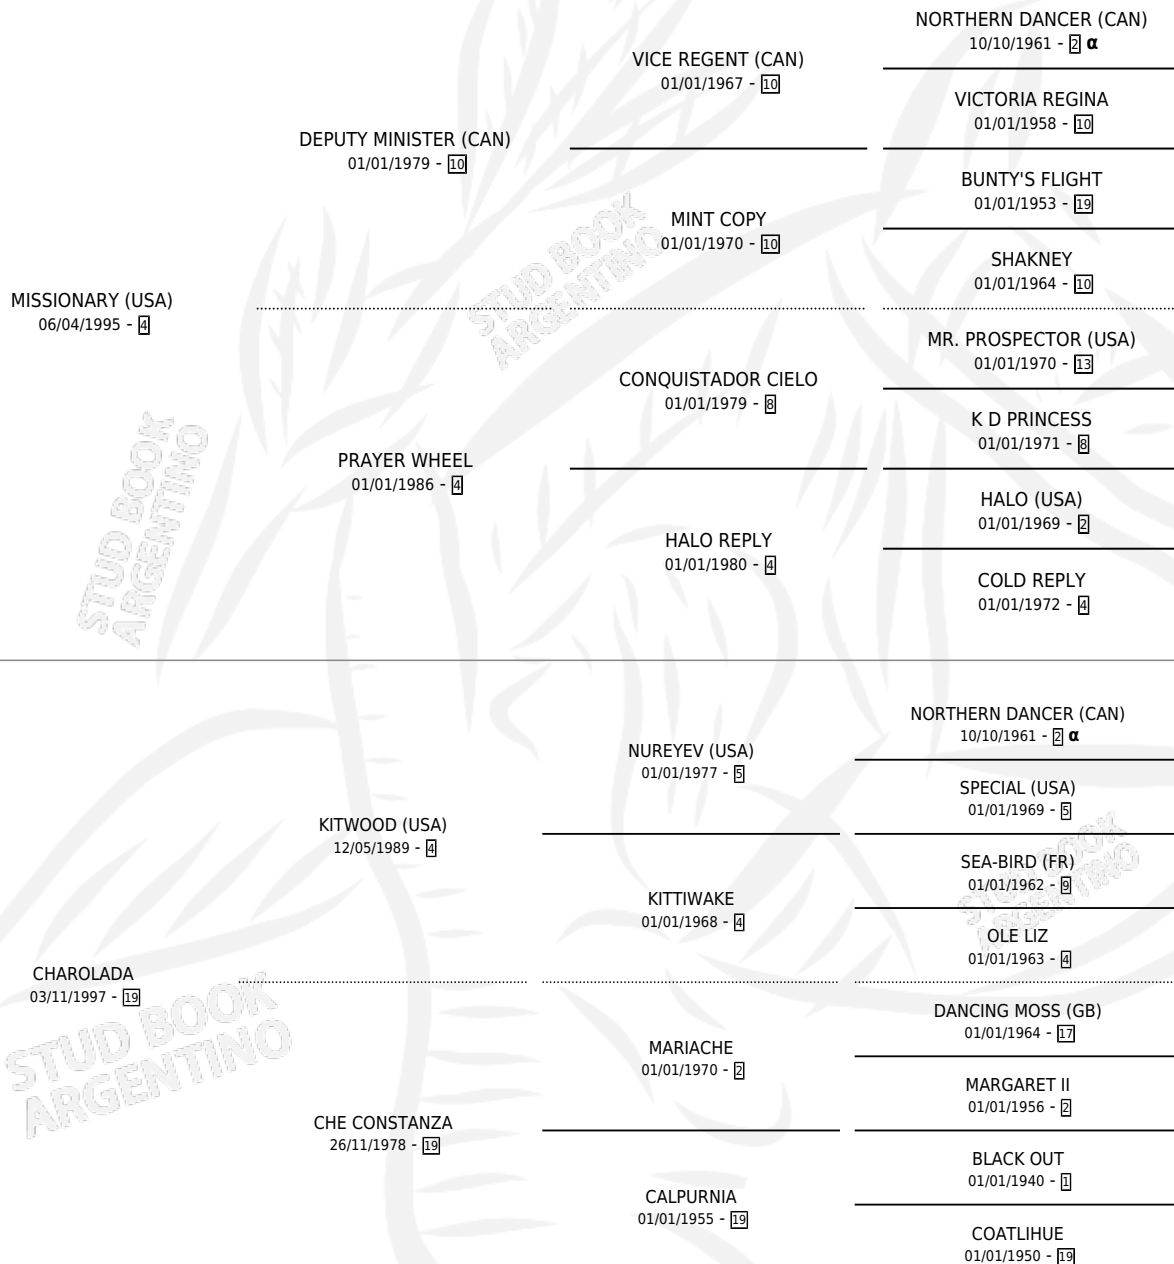 NORTHERN DANCER (CAN)
10/10/1961 - 2 α
VICE REGENT (CAN)
01/01/1967 - 10
VICTORIA REGINA
01/01/1958 - 10
DEPUTY MINISTER (CAN)
01/01/1979 - 10
BUNTY'S FLIGHT
01/01/1953 - 19
MINT COPY
01/01/1970 - 10
SHAKNEY
01/01/1964 - 10
MISSIONARY (USA)
06/04/1995 - 4
MR. PROSPECTOR (USA)
01/01/1970 - 13
CONQUISTADOR CIELO
01/01/1979 - 8
K D PRINCESS
01/01/1971 - 8
PRAYER WHEEL
01/01/1986 - 4
HALO (USA)
01/01/1969 - 2
HALO REPLY
01/01/1980 - 4
COLD REPLY
01/01/1972 - 4
NORTHERN DANCER (CAN)
10/10/1961 - 2 α
NUREYEV (USA)
01/01/1977 - 5
SPECIAL (USA)
01/01/1969 - 5
KITWOOD (USA)
12/05/1989 - 4
SEA-BIRD (FR)
01/01/1962 - 9
KITTIWAKE
01/01/1968 - 4
OLE LIZ
01/01/1963 - 4
CHAROLADA
03/11/1997 - 19
DANCING MOSS (GB)
01/01/1964 - 17
MARIACHE
01/01/1970 - 2
MARGARET II
01/01/1956 - 2
CHE CONSTANZA
26/11/1978 - 19
BLACK OUT
01/01/1940 - 1
CALPURNIA
01/01/1955 - 19
COATLIHUE
01/01/1950 - 19
STUD BOOK
ARGENTINO
STUD BOOK
ARGENTINO
STUD BOOK
ARGENTINO
STUD BOOK
ARGENTINO